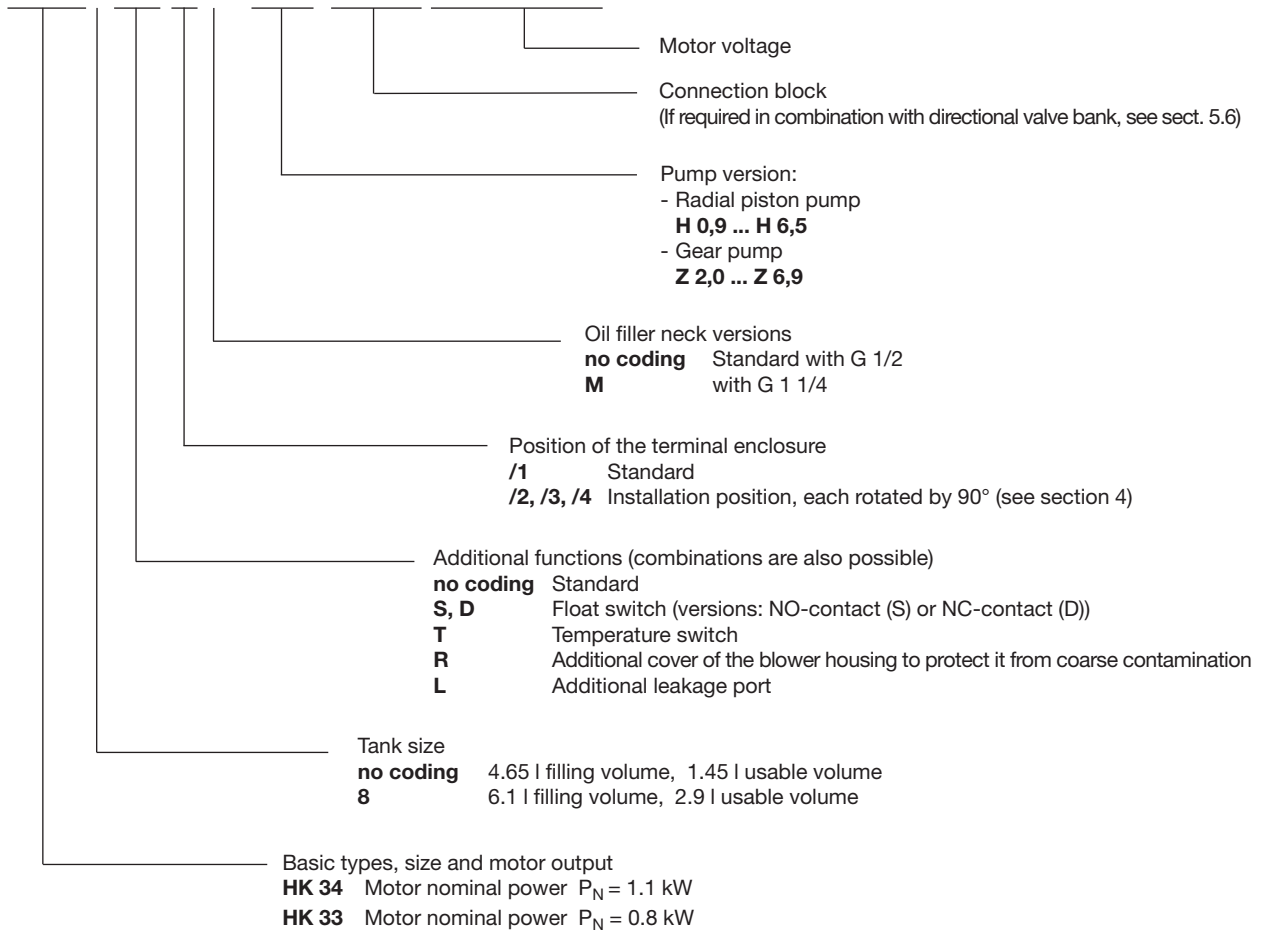 Motor voltage
Connection block
(If required in combination with directional valve bank, see sect. 5.6)
Pump version:
- Radial piston pump
H 0,9 ... H 6,5
- Gear pump
Z 2,0 ... Z 6,9
Oil filler neck versions
no coding Standard with G 1/2
M with G 1 1/4
Position of the terminal enclosure
/1 Standard
/2, /3, /4 Installation position, each rotated by 90° (see section 4)
Additional functions (combinations are also possible)
no coding Standard
S, D Float switch (versions: NO-contact (S) or NC-contact (D))
T Temperature switch
R Additional cover of the blower housing to protect it from coarse contamination
L Additional leakage port
Tank size
no coding 4.65 l filling volume, 1.45 l usable volume
8 6.1 l filling volume, 2.9 l usable volume
Basic types, size and motor output
HK 34 Motor nominal power PN = 1.1 kW
HK 33 Motor nominal power PN = 0.8 kW